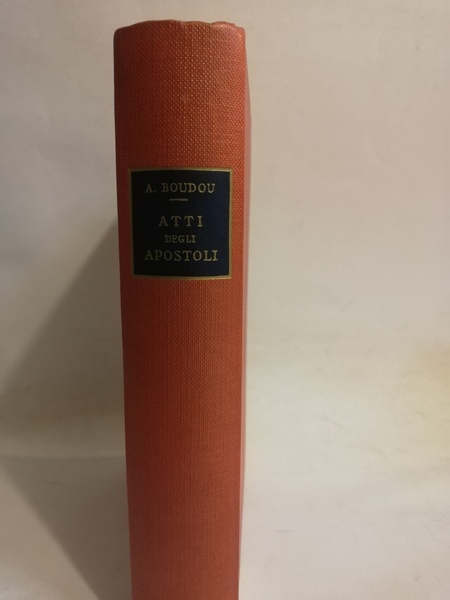 A. BOUDOU
ATTI
DEGLI
APOSTOLI